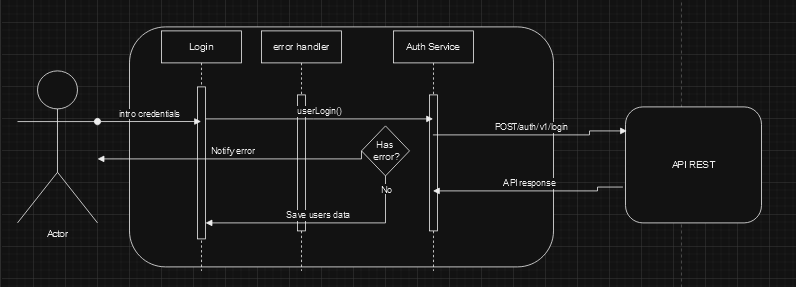 Login
error handler
Auth Service
intro credentials
userLogin()
POST/auth/v1/login
Has
error?
Notify error
API REST
API response
No
Save users data
Actor